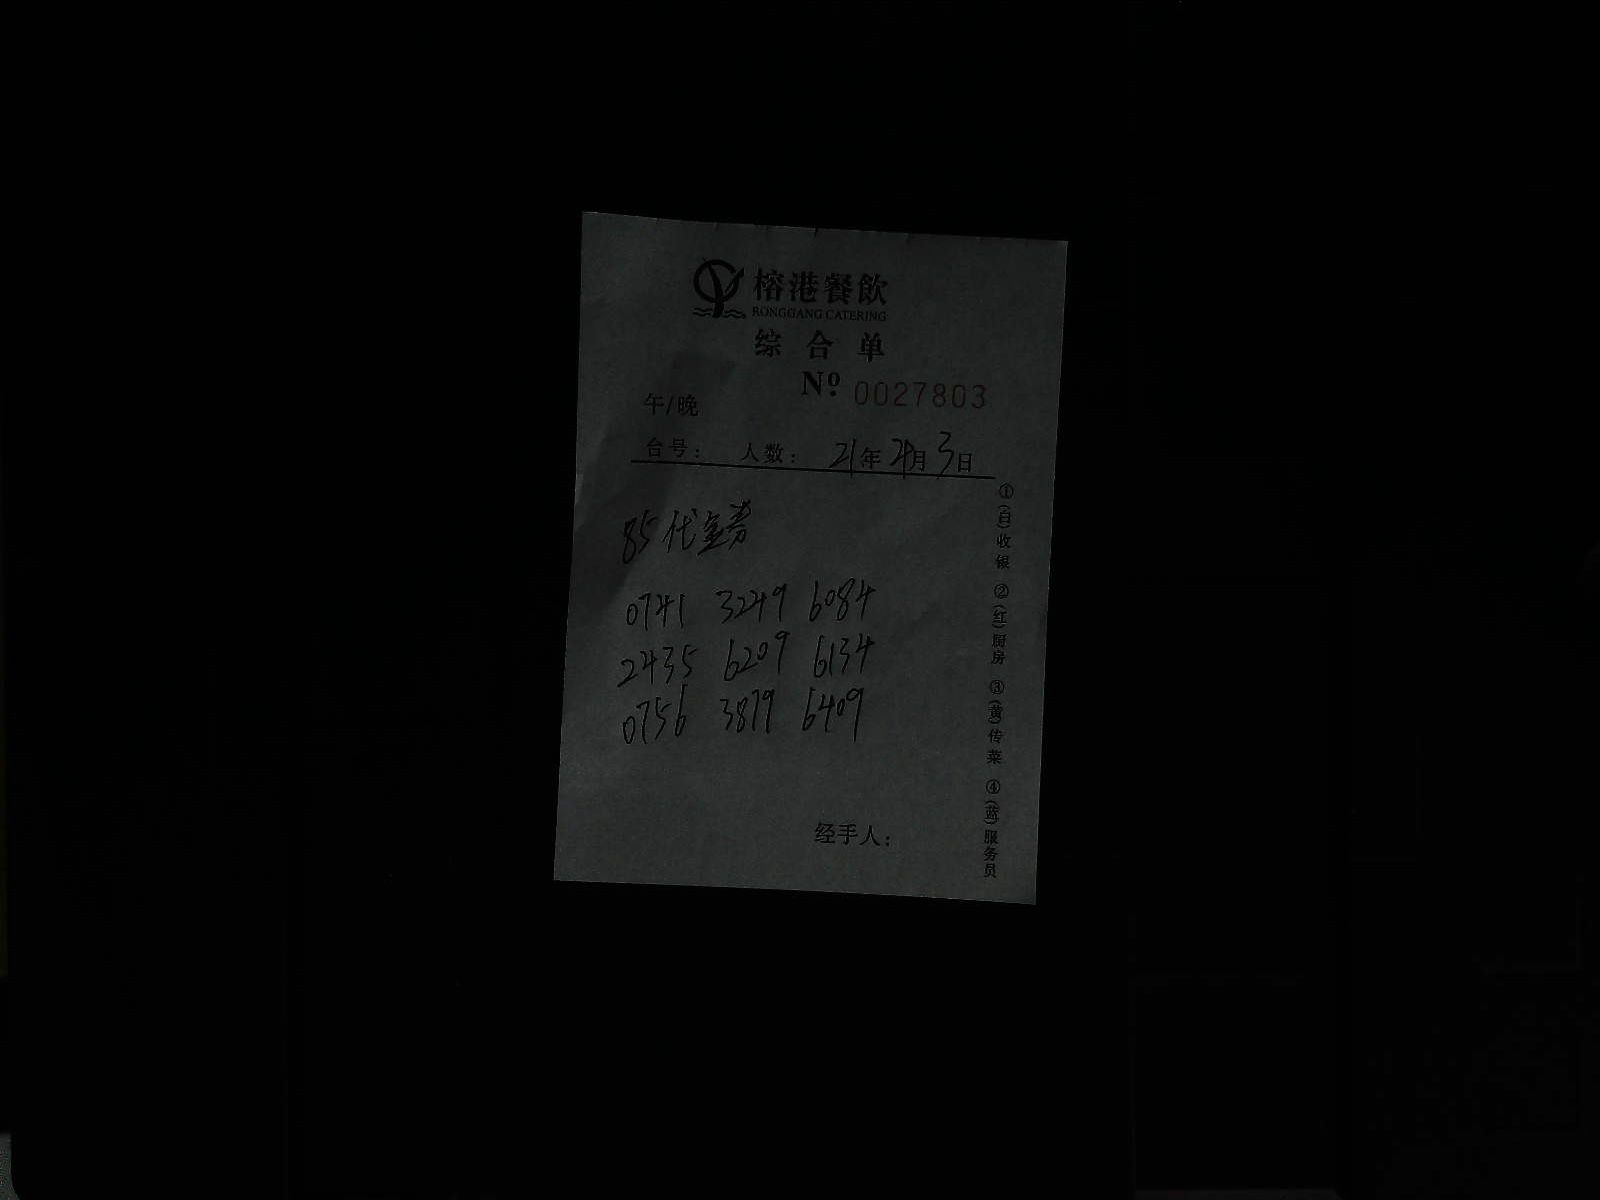 榕港餐飲
RONGGANG CATERING
综合单
Nº 0027803
午/晚
台号： 人数： 21年 4月 3日
85代金券
0741 3249 6084
2435 6209 6134
0756 3879 6409
经手人：
①(白)收银 ②(红)厨房 ③(黄)传菜 ④(蓝)服务员